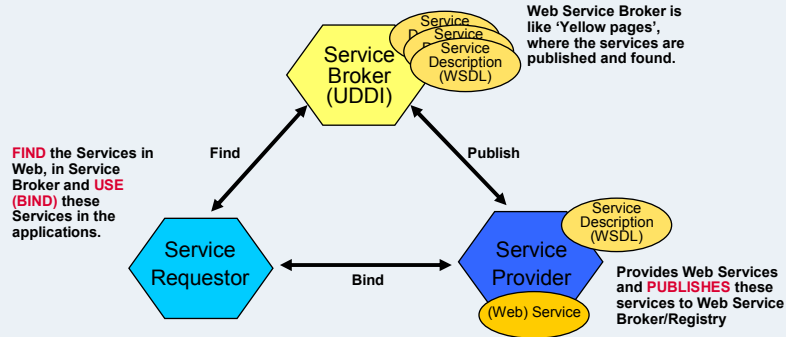 Web Service Broker is
like ‘Yellow pages’,
where the services are
published and found.
Service
D
Service
D
Service
Description
(WSDL)
Service
Broker
(UDDI)
FIND the Services in
Web, in Service
Broker and USE
(BIND) these
Services in the
applications.
Find
Publish
Service
Requestor
Bind
Service
Provider
Service
Description
(WSDL)
(Web) Service
Provides Web Services
and PUBLISHES these
services to Web Service
Broker/Registry